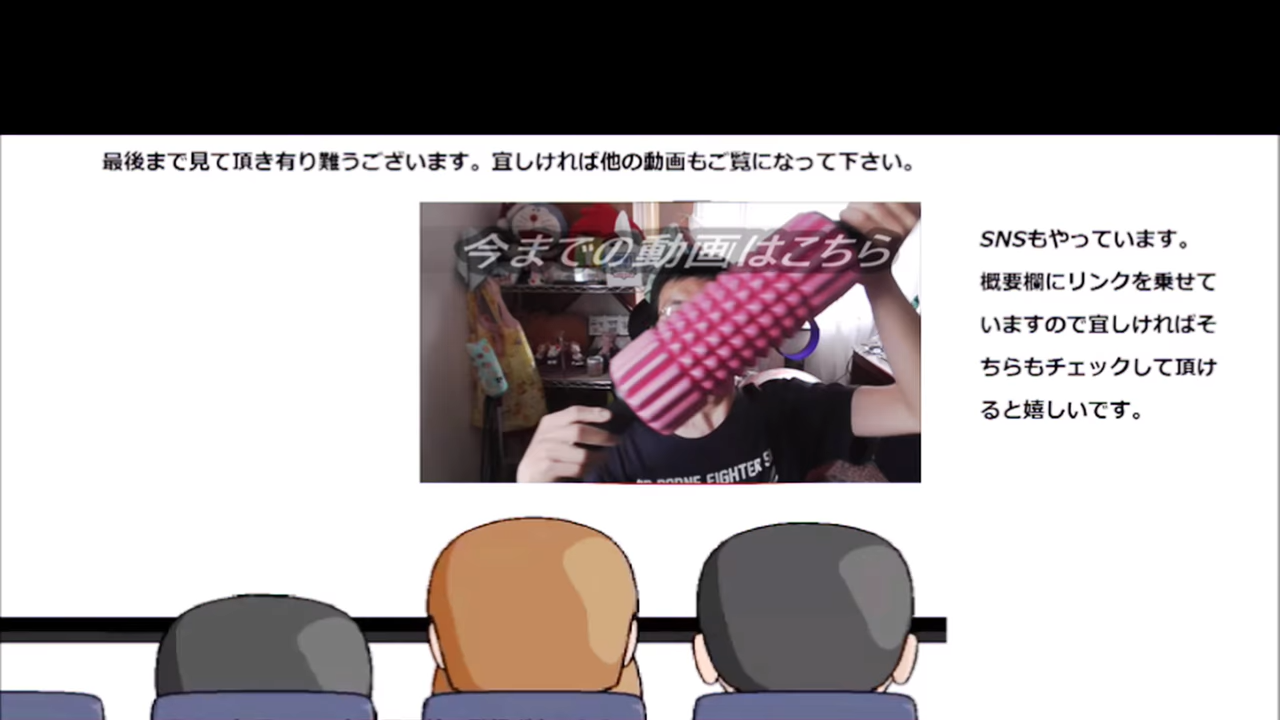 最後まで見て頂き有り難うございます。宜しければ他の動画もご覧になって下さい。
今までの動画はこちら
SNSもやっています。
概要欄にリンクを乗せて
いますので宜しければそ
ちらもチェックして頂け
ると嬉しいです。
FIGHTER